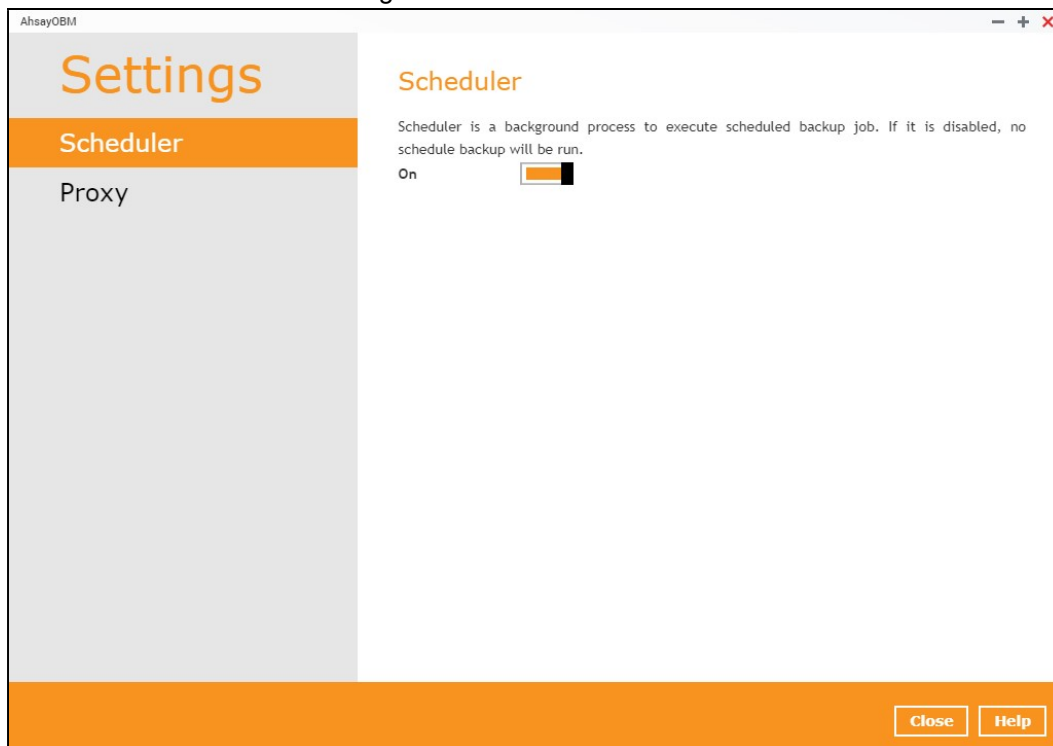 AhsayOBM
Settings
Scheduler
Proxy
Scheduler
Scheduler is a background process to execute scheduled backup job. If it is disabled, no
schedule backup will be run.
On
Close
Help